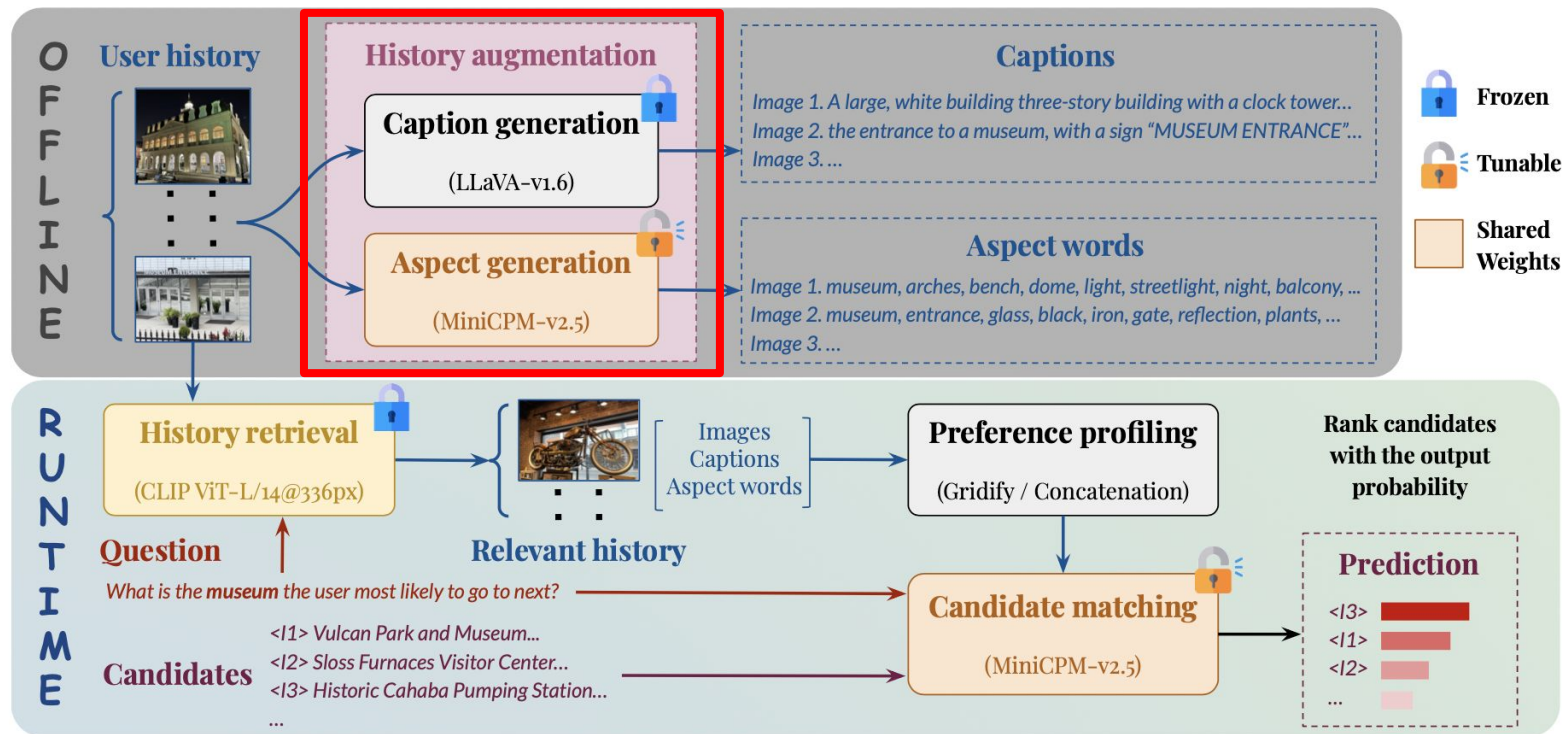 OFFLINE
User history
History augmentation
Caption generation
(LLaVA-v1.6)
Aspect generation
(MiniCPM-v2.5)
Captions
Image 1. A large, white building three-story building with a clock tower...
Image 2. the entrance to a museum, with a sign “MUSEUM ENTRANCE”...
Image 3. ...
Aspect words
Image 1. museum, arches, bench, dome, light, streetlight, night, balcony, ...
Image 2. museum, entrance, glass, black, iron, gate, reflection, plants, ...
Image 3. ...
Frozen
Tunable
Shared
Weights
RUNTIME
History retrieval
(CLIP ViT-L/14@336px)
Question
What is the museum the user most likely to go to next?
Candidates
<I1> Vulcan Park and Museum...
<I2> Sloss Furnaces Visitor Center...
<I3> Historic Cahaba Pumping Station...
...
Relevant history
Images
Captions
Aspect words
Preference profiling
(Gridify / Concatenation)
Candidate matching
(MiniCPM-v2.5)
Rank candidates
with the output
probability
Prediction
<I3>
<I1>
<I2>
...